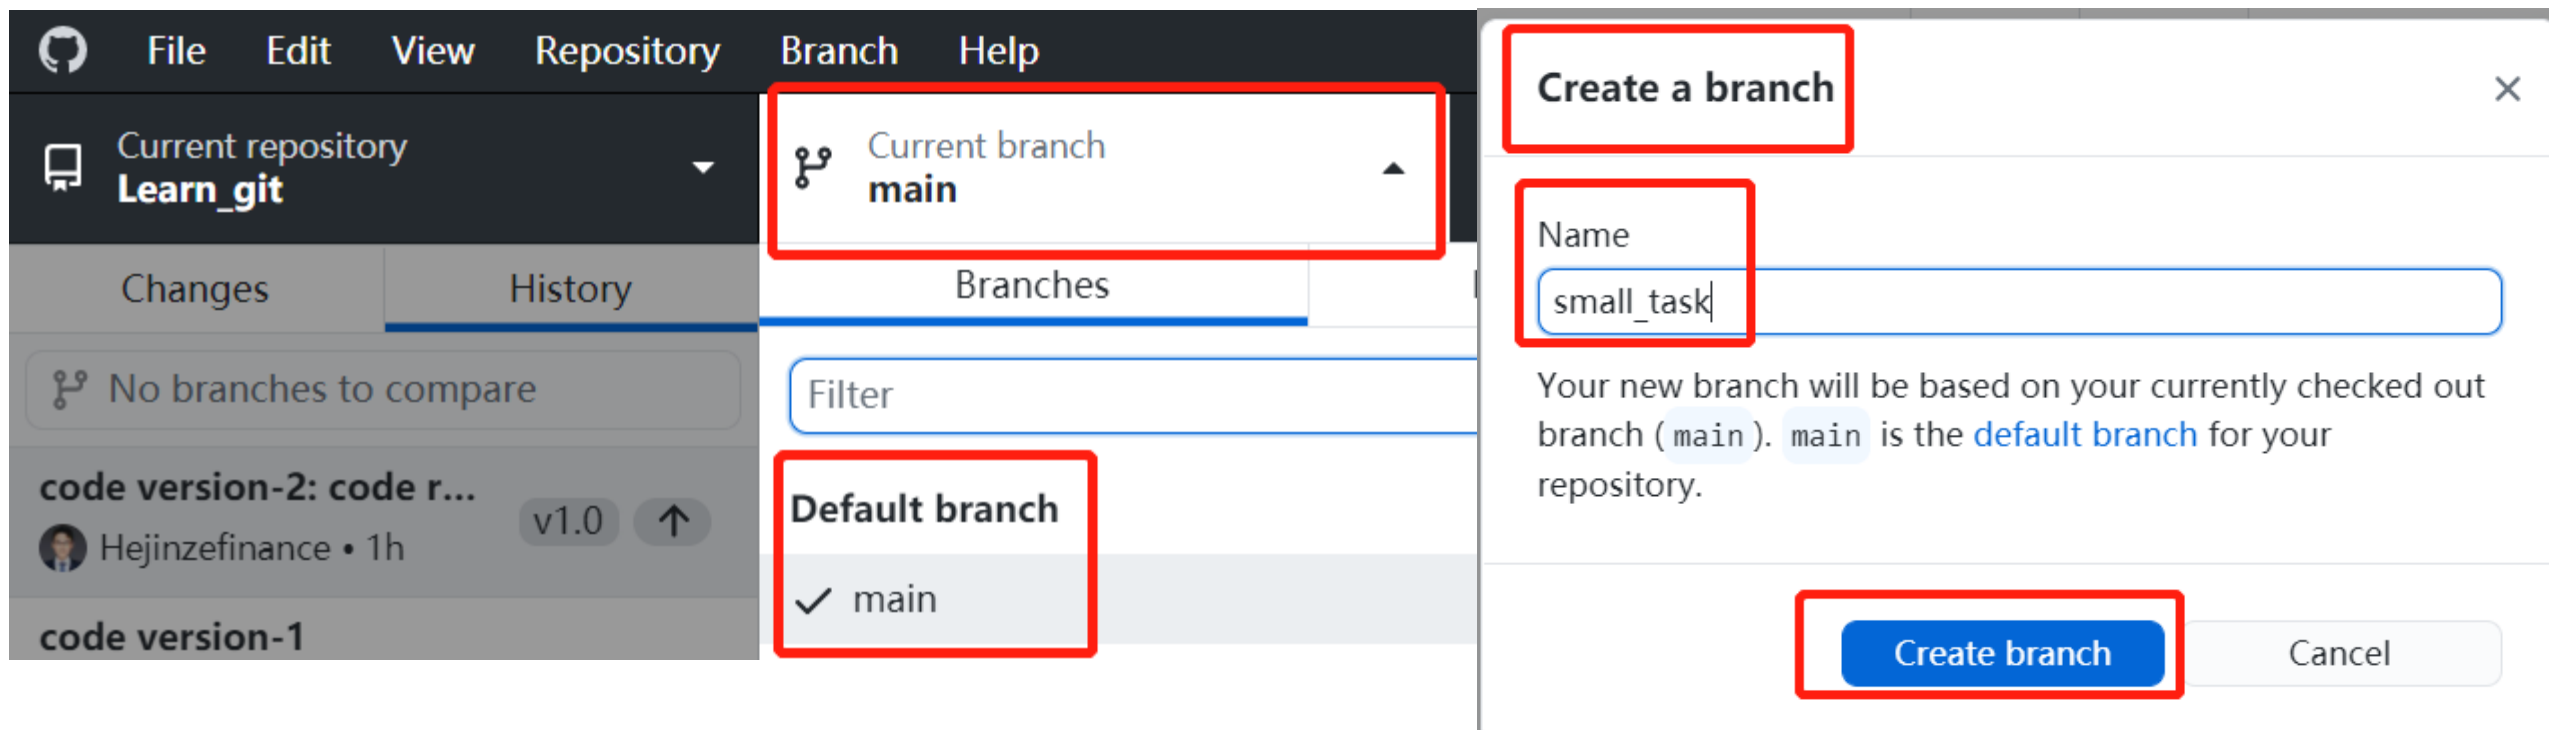 File Edit View Repository Branch Help
Current repository
Learn_git
Current branch
main
Changes History
Branches
No branches to compare
Filter
code version-2: code r...
Hejinzefinance • 1h
v1.0
code version-1
Default branch
main
Create a branch
Name
small_task
Your new branch will be based on your currently checked out
branch (main). main is the default branch for your
repository.
Create branch Cancel